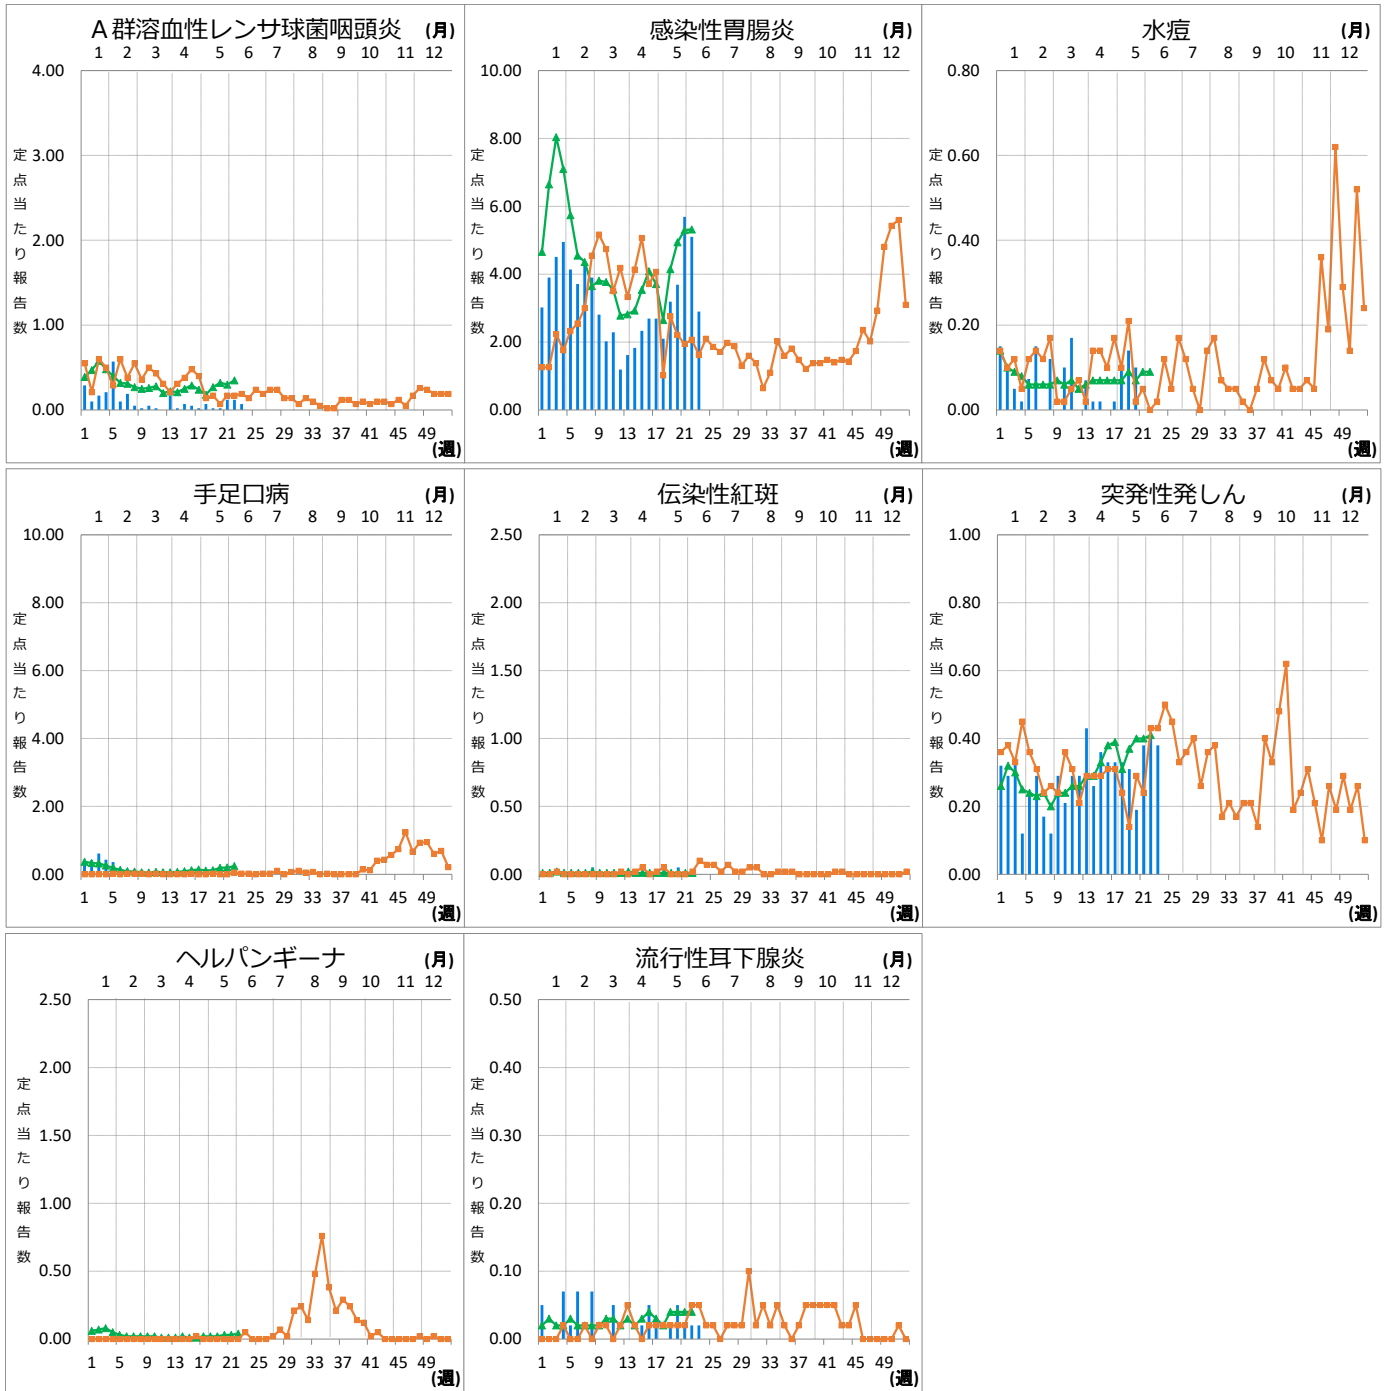 A群溶血性レンサ球菌咽頭炎 (月)
1 2 3 4 5 6 7 8 9 10 11 12
4.00
3.00
2.00
1.00
0.00
定点当たり報告数
1 5 9 13 17 21 25 29 33 37 41 45 49
(週)
感染性胃腸炎 (月)
1 2 3 4 5 6 7 8 9 10 11 12
10.00
8.00
6.00
4.00
2.00
0.00
定点当たり報告数
1 5 9 13 17 21 25 29 33 37 41 45 49
(週)
水痘 (月)
1 2 3 4 5 6 7 8 9 10 11 12
0.80
0.60
0.40
0.20
0.00
定点当たり報告数
1 5 9 13 17 21 25 29 33 37 41 45 49
(週)
手足口病 (月)
1 2 3 4 5 6 7 8 9 10 11 12
10.00
8.00
6.00
4.00
2.00
0.00
定点当たり報告数
1 5 9 13 17 21 25 29 33 37 41 45 49
(週)
伝染性紅斑 (月)
1 2 3 4 5 6 7 8 9 10 11 12
2.50
2.00
1.50
1.00
0.50
0.00
定点当たり報告数
1 5 9 13 17 21 25 29 33 37 41 45 49
(週)
突発性発しん (月)
1 2 3 4 5 6 7 8 9 10 11 12
1.00
0.80
0.60
0.40
0.20
0.00
定点当たり報告数
1 5 9 13 17 21 25 29 33 37 41 45 49
(週)
ヘルパンギーナ (月)
1 2 3 4 5 6 7 8 9 10 11 12
2.50
2.00
1.50
1.00
0.50
0.00
定点当たり報告数
1 5 9 13 17 21 25 29 33 37 41 45 49
(週)
流行性耳下腺炎 (月)
1 2 3 4 5 6 7 8 9 10 11 12
0.50
0.40
0.30
0.20
0.10
0.00
定点当たり報告数
1 5 9 13 17 21 25 29 33 37 41 45 49
(週)